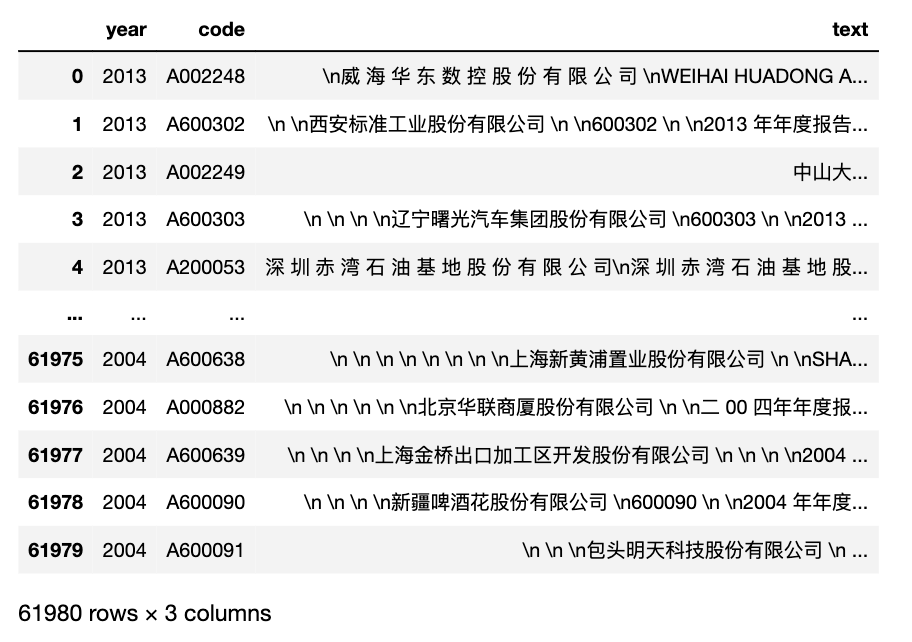 year code text
0 2013 A002248 \n威 海 华 东 数 控 股 份 有 限 公 司 \nWEIHAI HUADONG A...
1 2013 A600302 \n \n西安标准工业股份有限公司 \n \n600302 \n \n2013 年年度报告...
2 2013 A002249 中山大...
3 2013 A600303 \n \n \n \n辽宁曙光汽车集团股份有限公司 \n600303 \n \n2013 ...
4 2013 A200053 深 圳 赤 湾 石 油 基 地 股 份 有 限 公 司\n深 圳 赤 湾 石 油 基 地 股...
... ... ... ...
61975 2004 A600638 \n \n \n \n \n \n \n \n上海新黄浦置业股份有限公司 \n \nSHA...
61976 2004 A000882 \n \n \n \n \n \n北京华联商厦股份有限公司 \n \n二 00 四年年度报...
61977 2004 A600639 \n \n \n \n上海金桥出口加工区开发股份有限公司 \n \n \n \n2004 ...
61978 2004 A600090 \n \n \n \n新疆啤酒花股份有限公司 \n600090 \n \n2004 年年度...
61979 2004 A600091 \n \n \n包头明天科技股份有限公司 \n ...
61980 rows × 3 columns